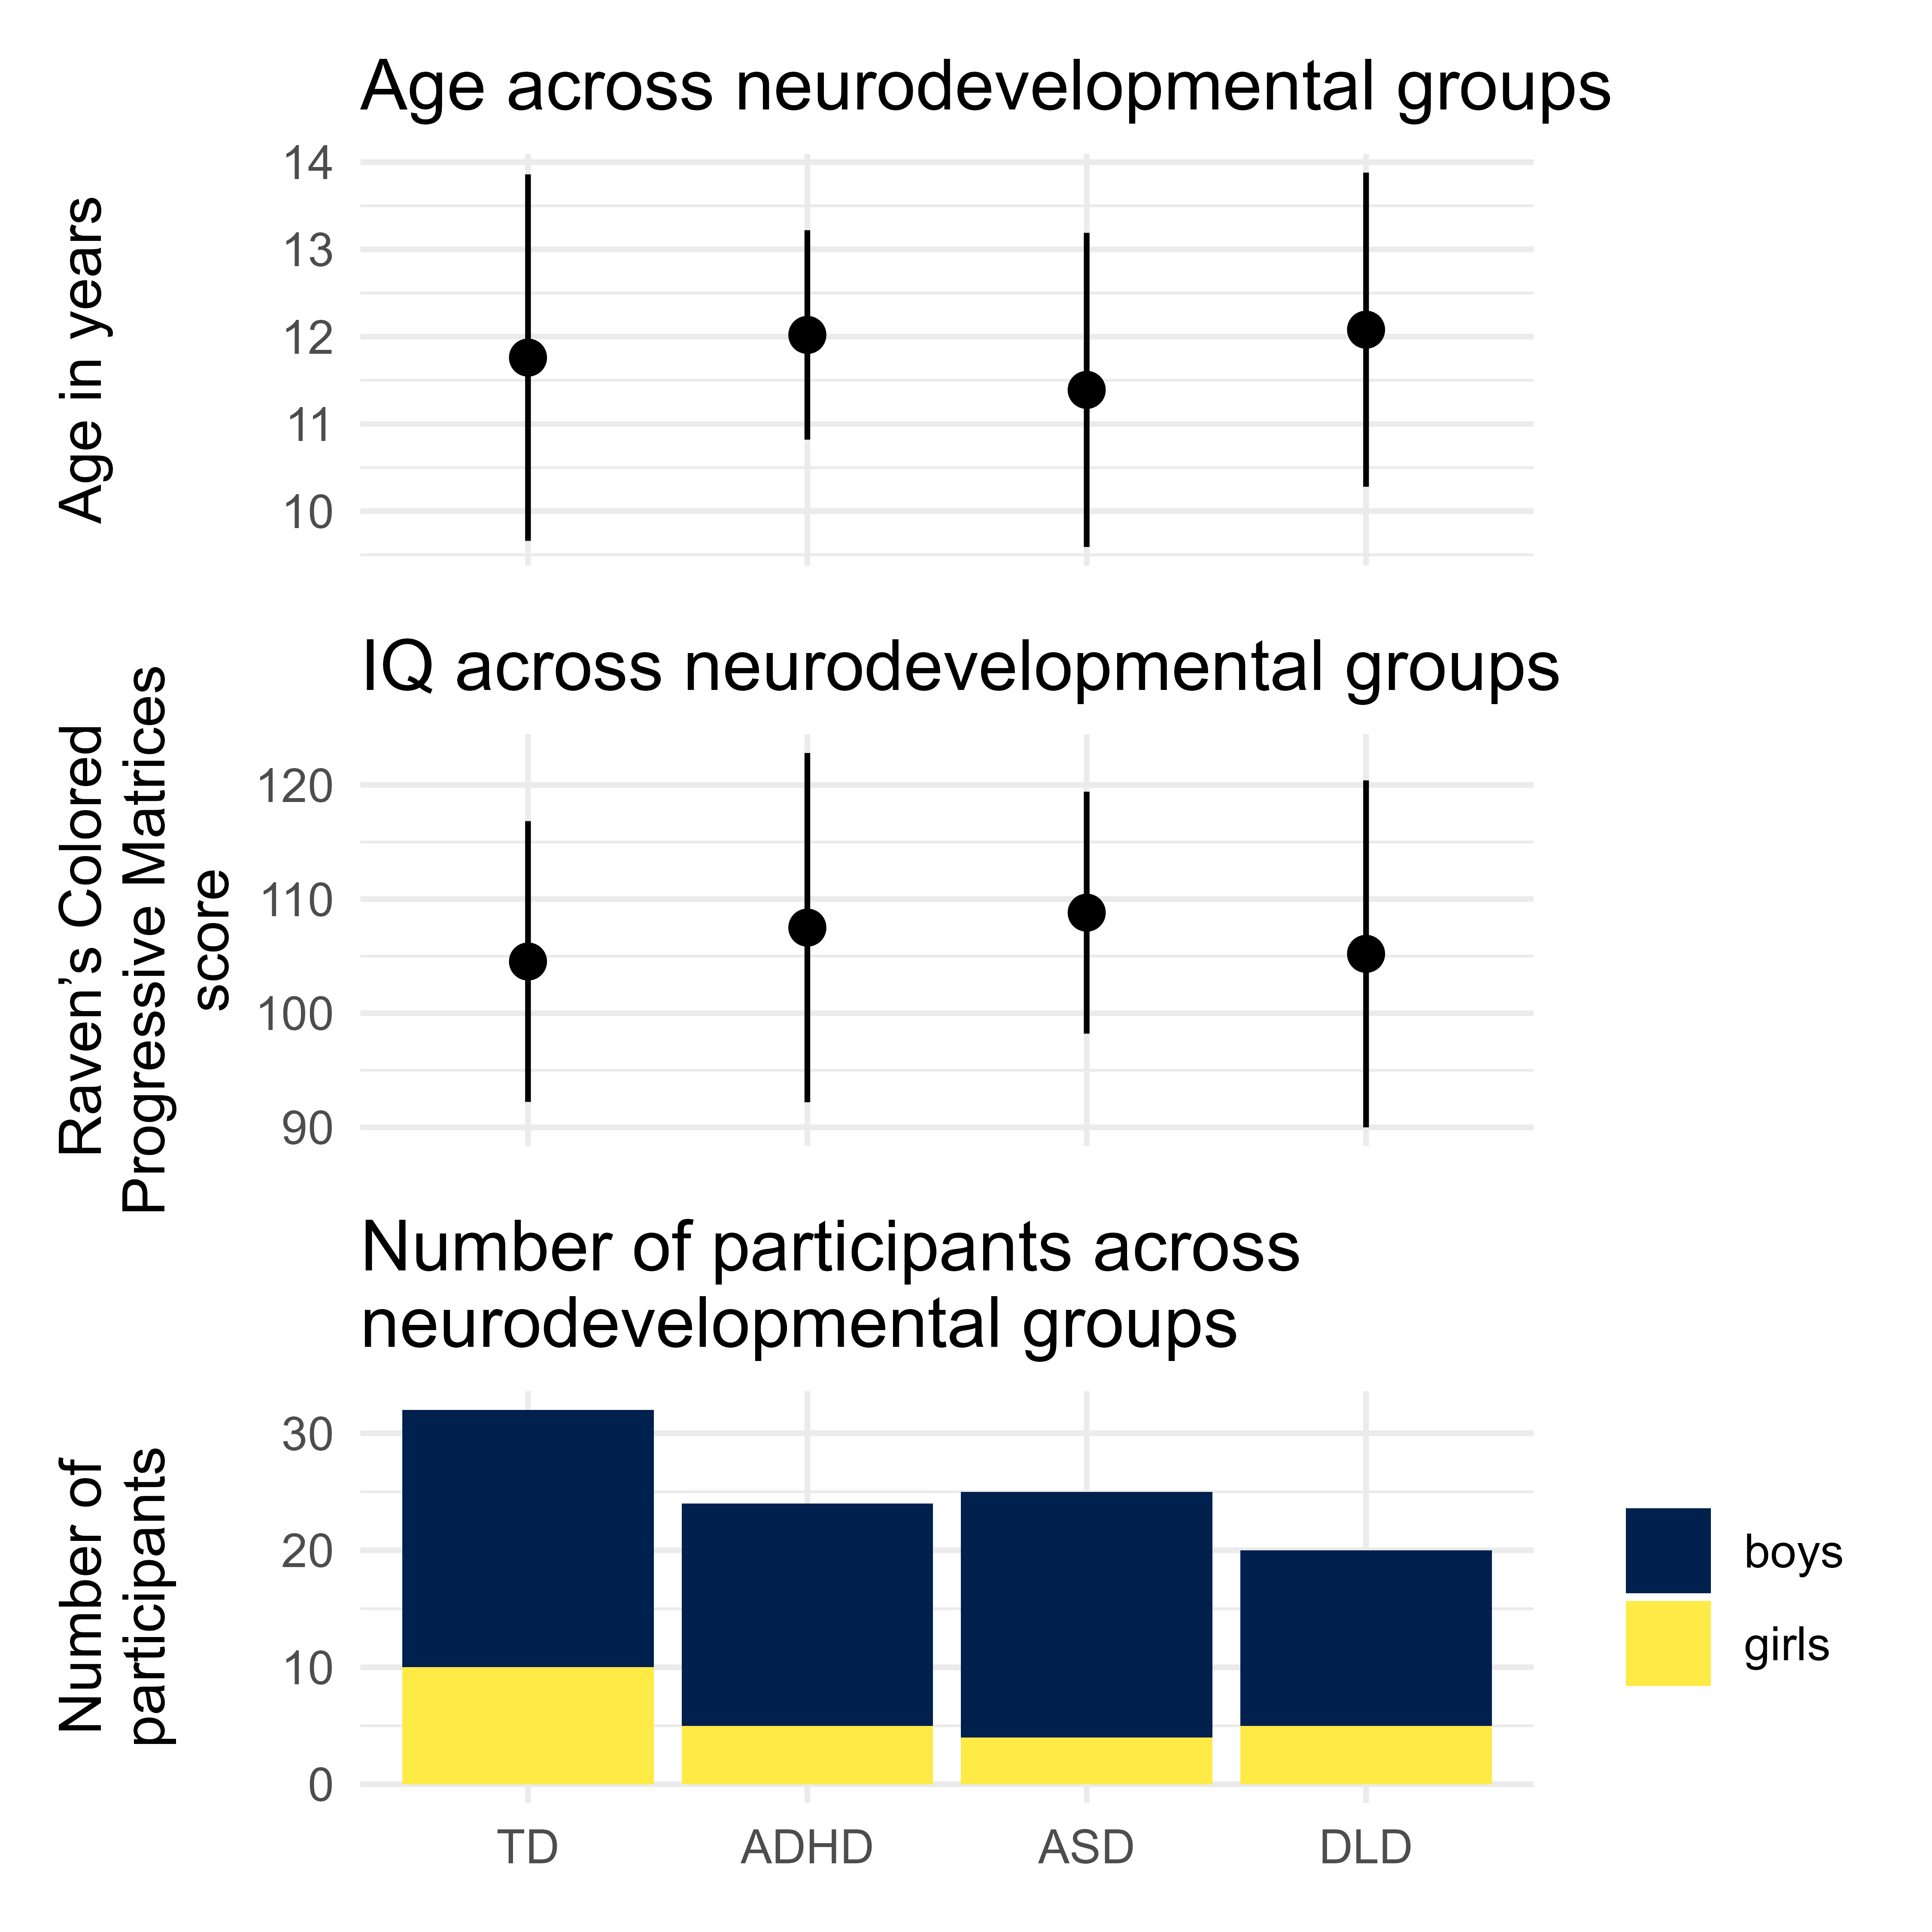 Age across neurodevelopmental groups
Age in years
14
13
12
11
10
IQ across neurodevelopmental groups
Raven’s Colored
Progressive Matrices
score
120
110
100
90
Number of participants across
neurodevelopmental groups
Number of
participants
30
20
10
0
TD ADHD ASD DLD
boys
girls